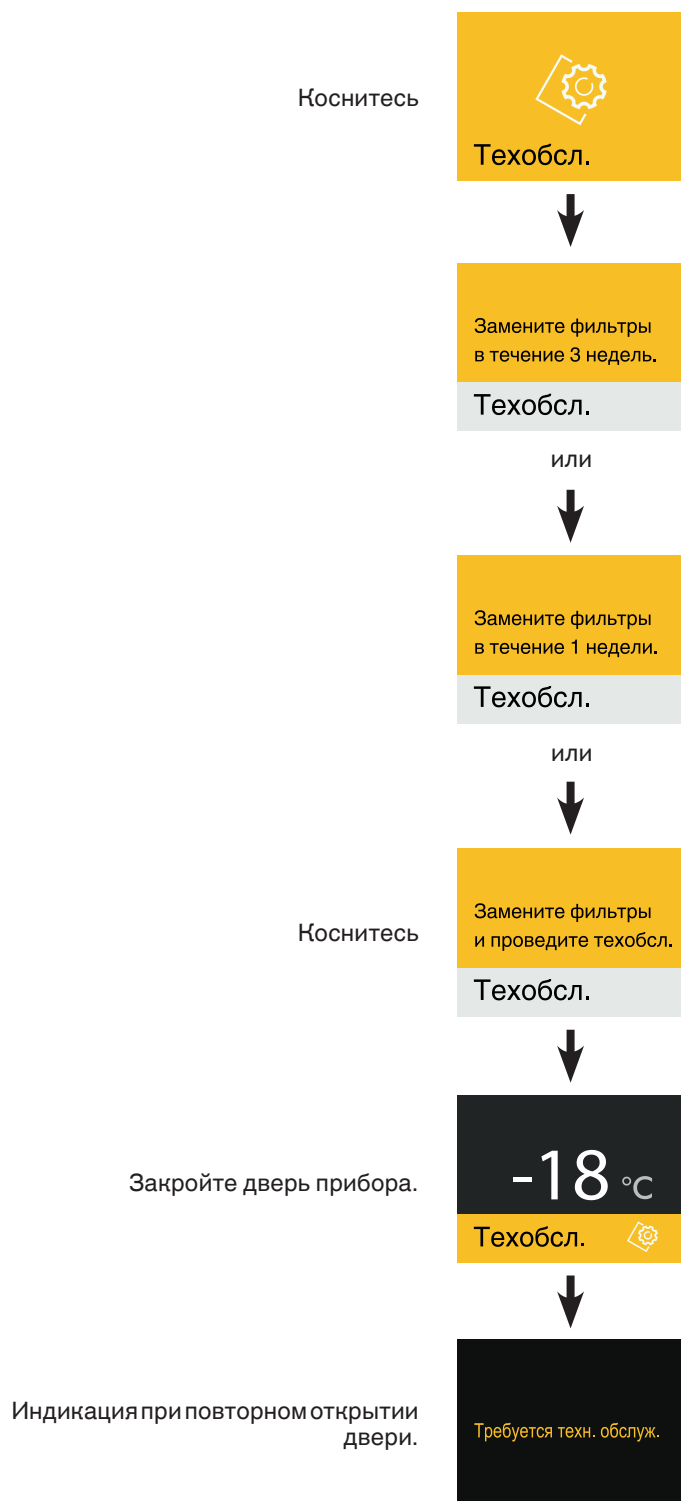 Коснитесь
Техобсл.
Замените фильтры
в течение 3 недель.
Техобсл.
или
Замените фильтры
в течение 1 недели.
Техобсл.
или
Коснитесь
Замените фильтры
и проведите техобсл.
Техобсл.
Закройте дверь прибора.
-18 °C
Техобсл.
Индикация при повторном открытии
двери.
Требуется техн. обслуж.